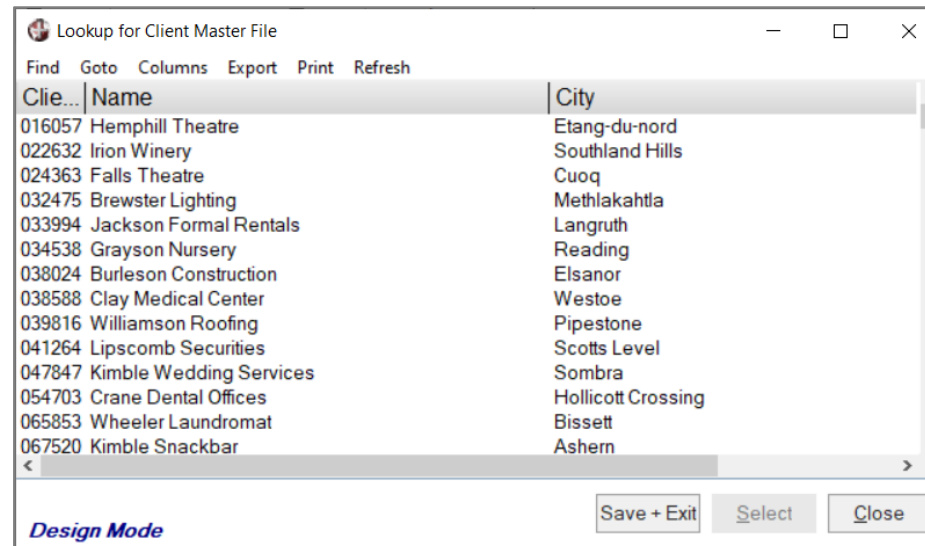 Lookup for Client Master File
Find Goto Columns Export Print Refresh
Clie... Name City
016057 Hemphill Theatre Etang-du-nord
022632 Irion Winery Southland Hills
024363 Falls Theatre Cuoq
032475 Brewster Lighting Methlakahtla
033994 Jackson Formal Rentals Langruth
034538 Grayson Nursery Reading
038024 Burleson Construction Elsanor
038588 Clay Medical Center Westoe
039816 Williamson Roofing Pipestone
041264 Lipscomb Securities Scotts Level
047847 Kimble Wedding Services Sombra
054703 Crane Dental Offices Hollicott Crossing
065853 Wheeler Laundromat Bissett
067520 Kimble Snackbar Ashern
Design Mode Save + Exit Select Close